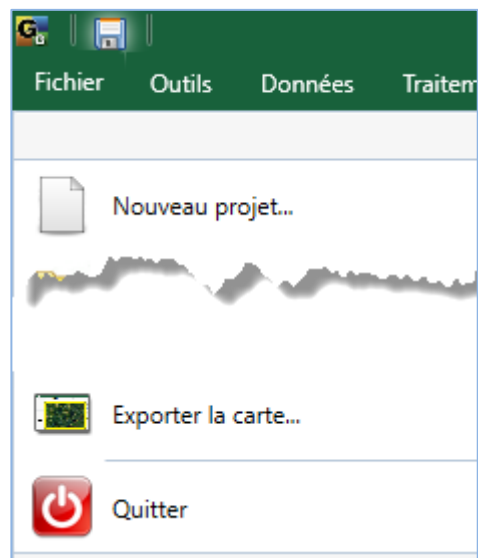 Fichier Outils Données
Nouveau projet...
Exporter la carte...
Quitter